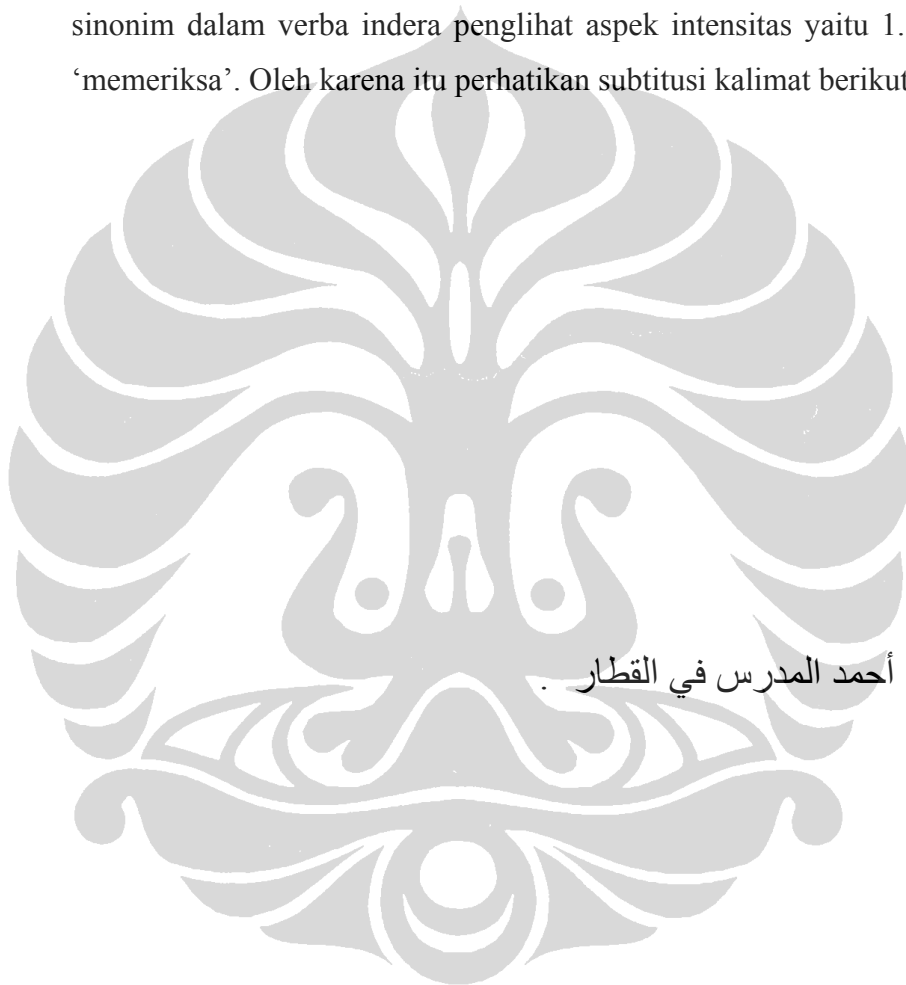 sinonim dalam verba indera penglihat aspek intensitas yaitu 1.
‘memeriksa’. Oleh karena itu perhatikan subtitusi kalimat berikut
أحمد المدرس في القطار .